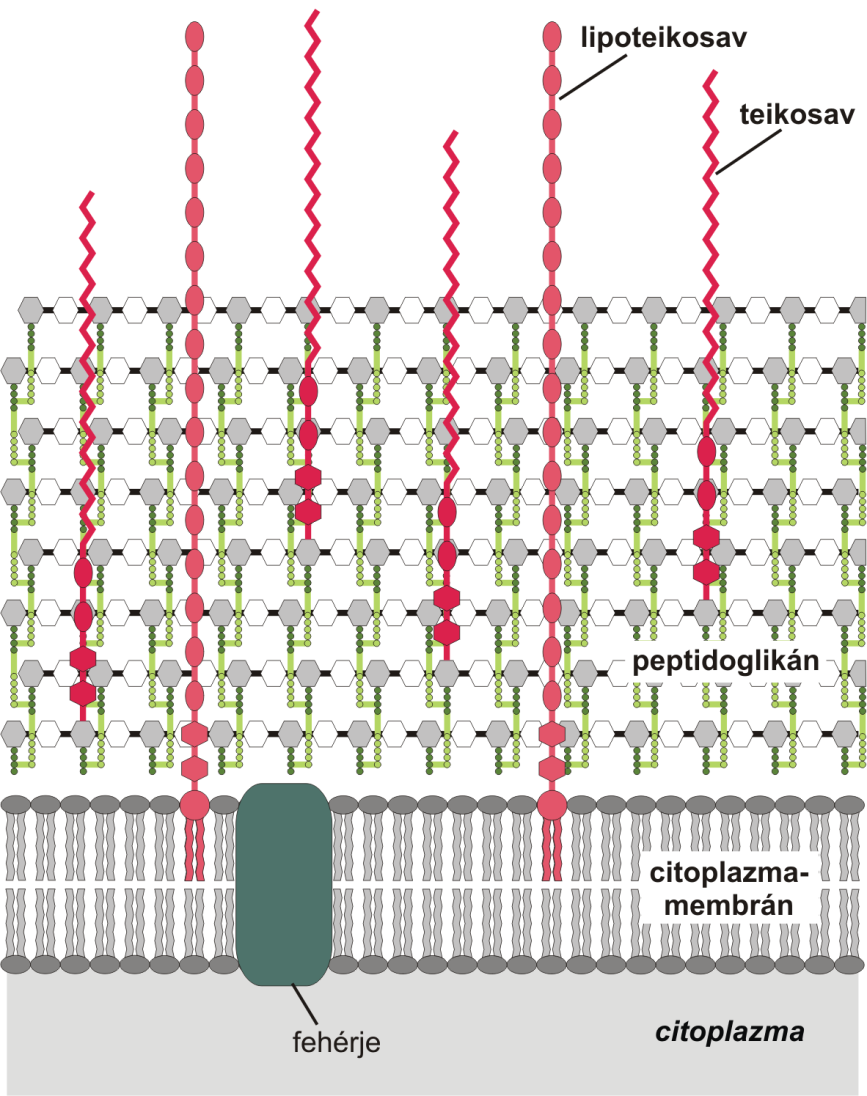 lipoteikosav
teikosav
peptidoglikán
citoplazma-
membrán
citoplazma
fehérje